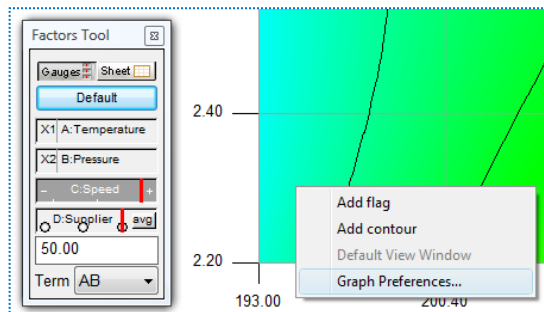 Factors Tool
Gauges Sheet
Default
X1 A:Temperature
X2 B:Pressure
- C:Speed +
D:Supplier avg
50.00
Term AB
2.40
2.20
193.00
200.40
Add flag
Add contour
Default View Window
Graph Preferences...